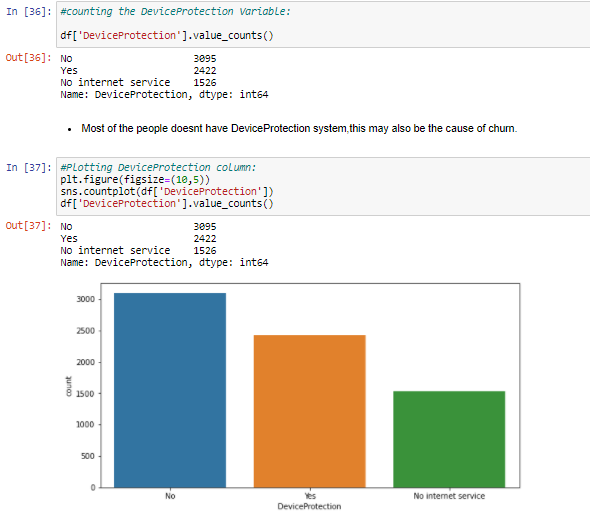 In [36]: #counting the DeviceProtection Variable:
df['DeviceProtection'].value_counts()
Out[36]: No 3095
Yes 2422
No internet service 1526
Name: DeviceProtection, dtype: int64
• Most of the people doesnt have DeviceProtection system,this may also be the cause of churn.
In [37]: #Plotting DeviceProtection column:
plt.figure(figsize=(10,5))
sns.countplot(df['DeviceProtection'])
df['DeviceProtection'].value_counts()
Out[37]: No 3095
Yes 2422
No internet service 1526
Name: DeviceProtection, dtype: int64
3000
2500
2000
1500
1000
500
0
count
No Yes No internet service
DeviceProtection